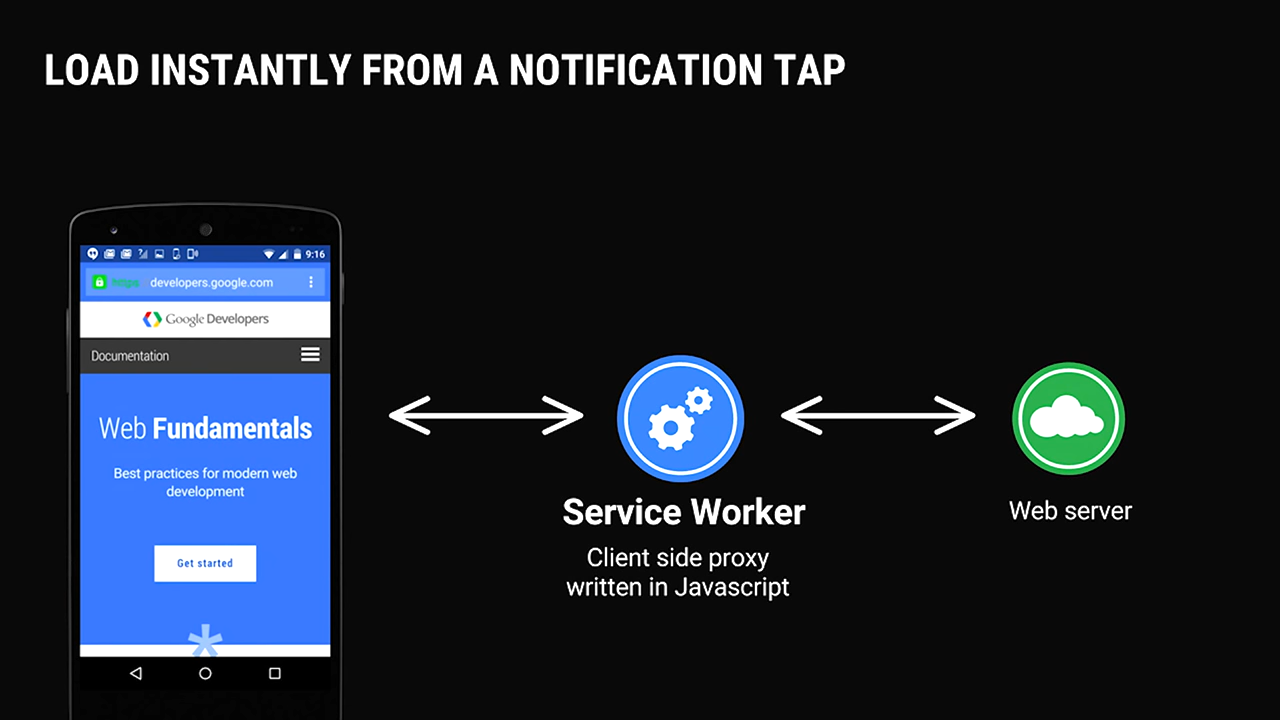 LOAD INSTANTLY FROM A NOTIFICATION TAP
9:16
https developers.google.com
Google Developers
Documentation
Web Fundamentals
Best practices for modern web
development
Get started
Service Worker
Client side proxy
written in Javascript
Web server